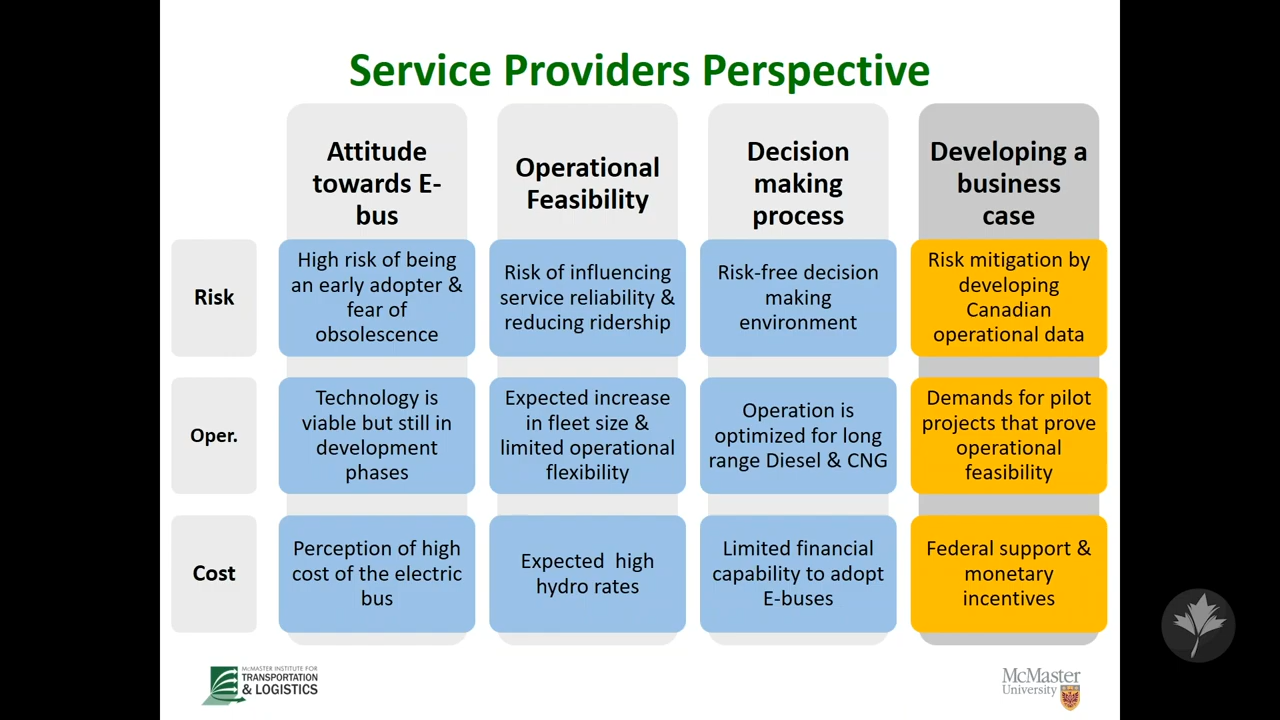 Service Providers Perspective
Attitude
towards E-
bus
Operational
Feasibility
Decision
making
process
Developing a
business
case
Risk
High risk of being
an early adopter &
fear of
obsolescence
Risk of influencing
service reliability &
reducing ridership
Risk-free decision
making
environment
Risk mitigation by
developing
Canadian
operational data
Oper.
Technology is
viable but still in
development
phases
Expected increase
in fleet size &
limited operational
flexibility
Operation is
optimized for long
range Diesel & CNG
Demands for pilot
projects that prove
operational
feasibility
Cost
Perception of high
cost of the electric
bus
Expected  high
hydro rates
Limited financial
capability to adopt
E-buses
Federal support &
monetary
incentives
McMASTER INSTITUTE FOR
TRANSPORTATION
& LOGISTICS
McMaster
University